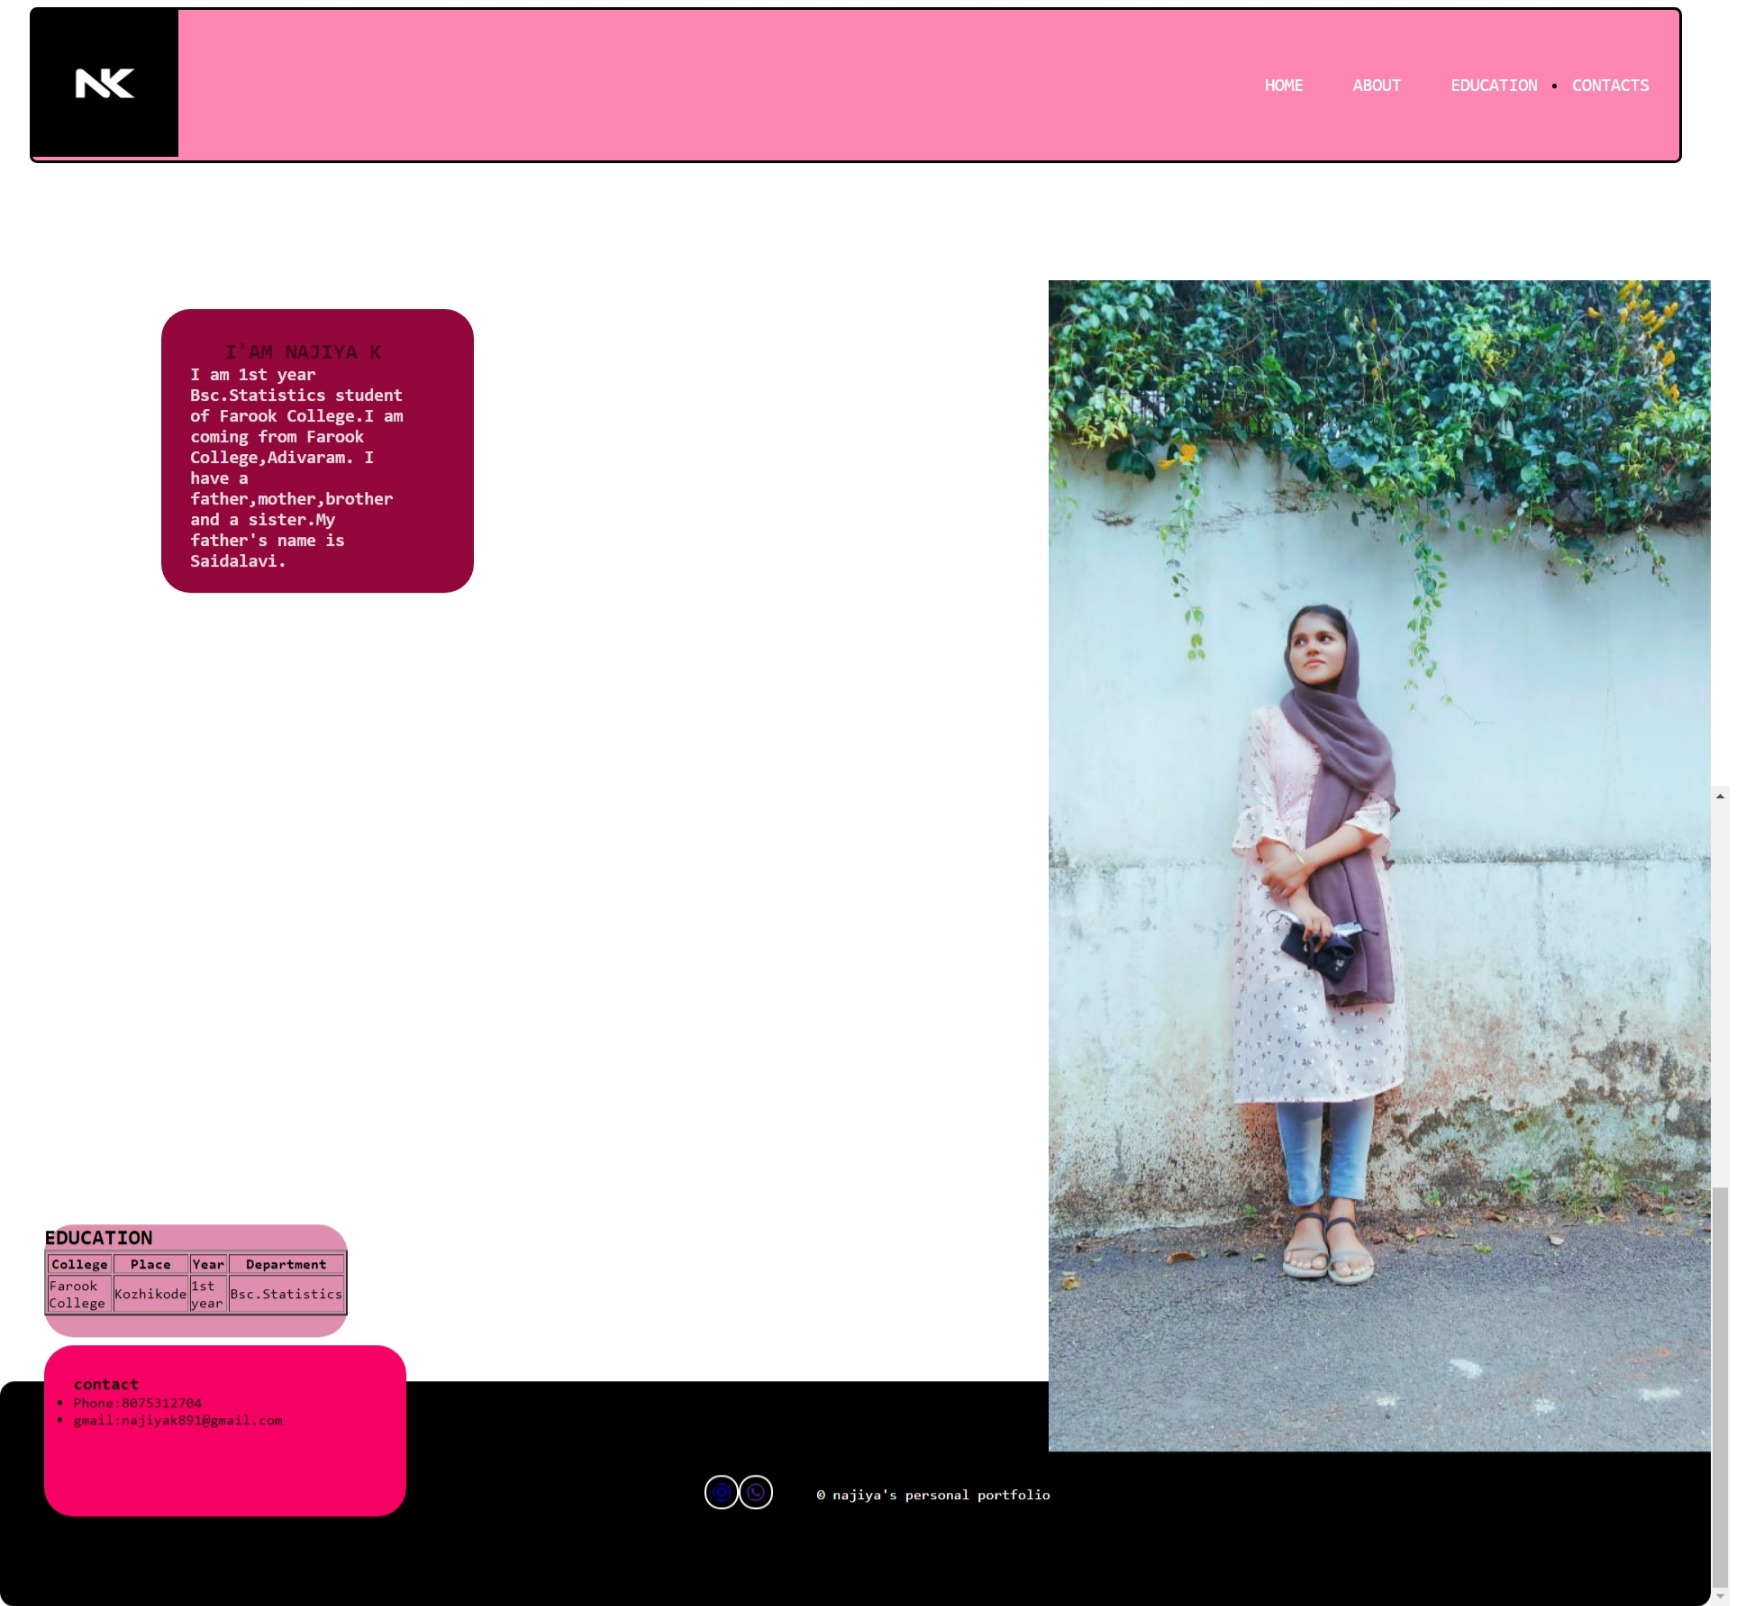 NK
HOME ABOUT EDUCATION • CONTACTS
I'AM NAJIYA K
I am 1st year
Bsc.Statistics student
of Farook College.I am
coming from Farook
College,Adivaram. I
have a
father,mother,brother
and a sister.My
father's name is
Saidalavi.
EDUCATION
College Place Year Department
Farook College Kozhikode 1st year Bsc.Statistics
contact
• Phone:8075312704
• gmail:najiyak891@gmail.com
© najiya's personal portfolio